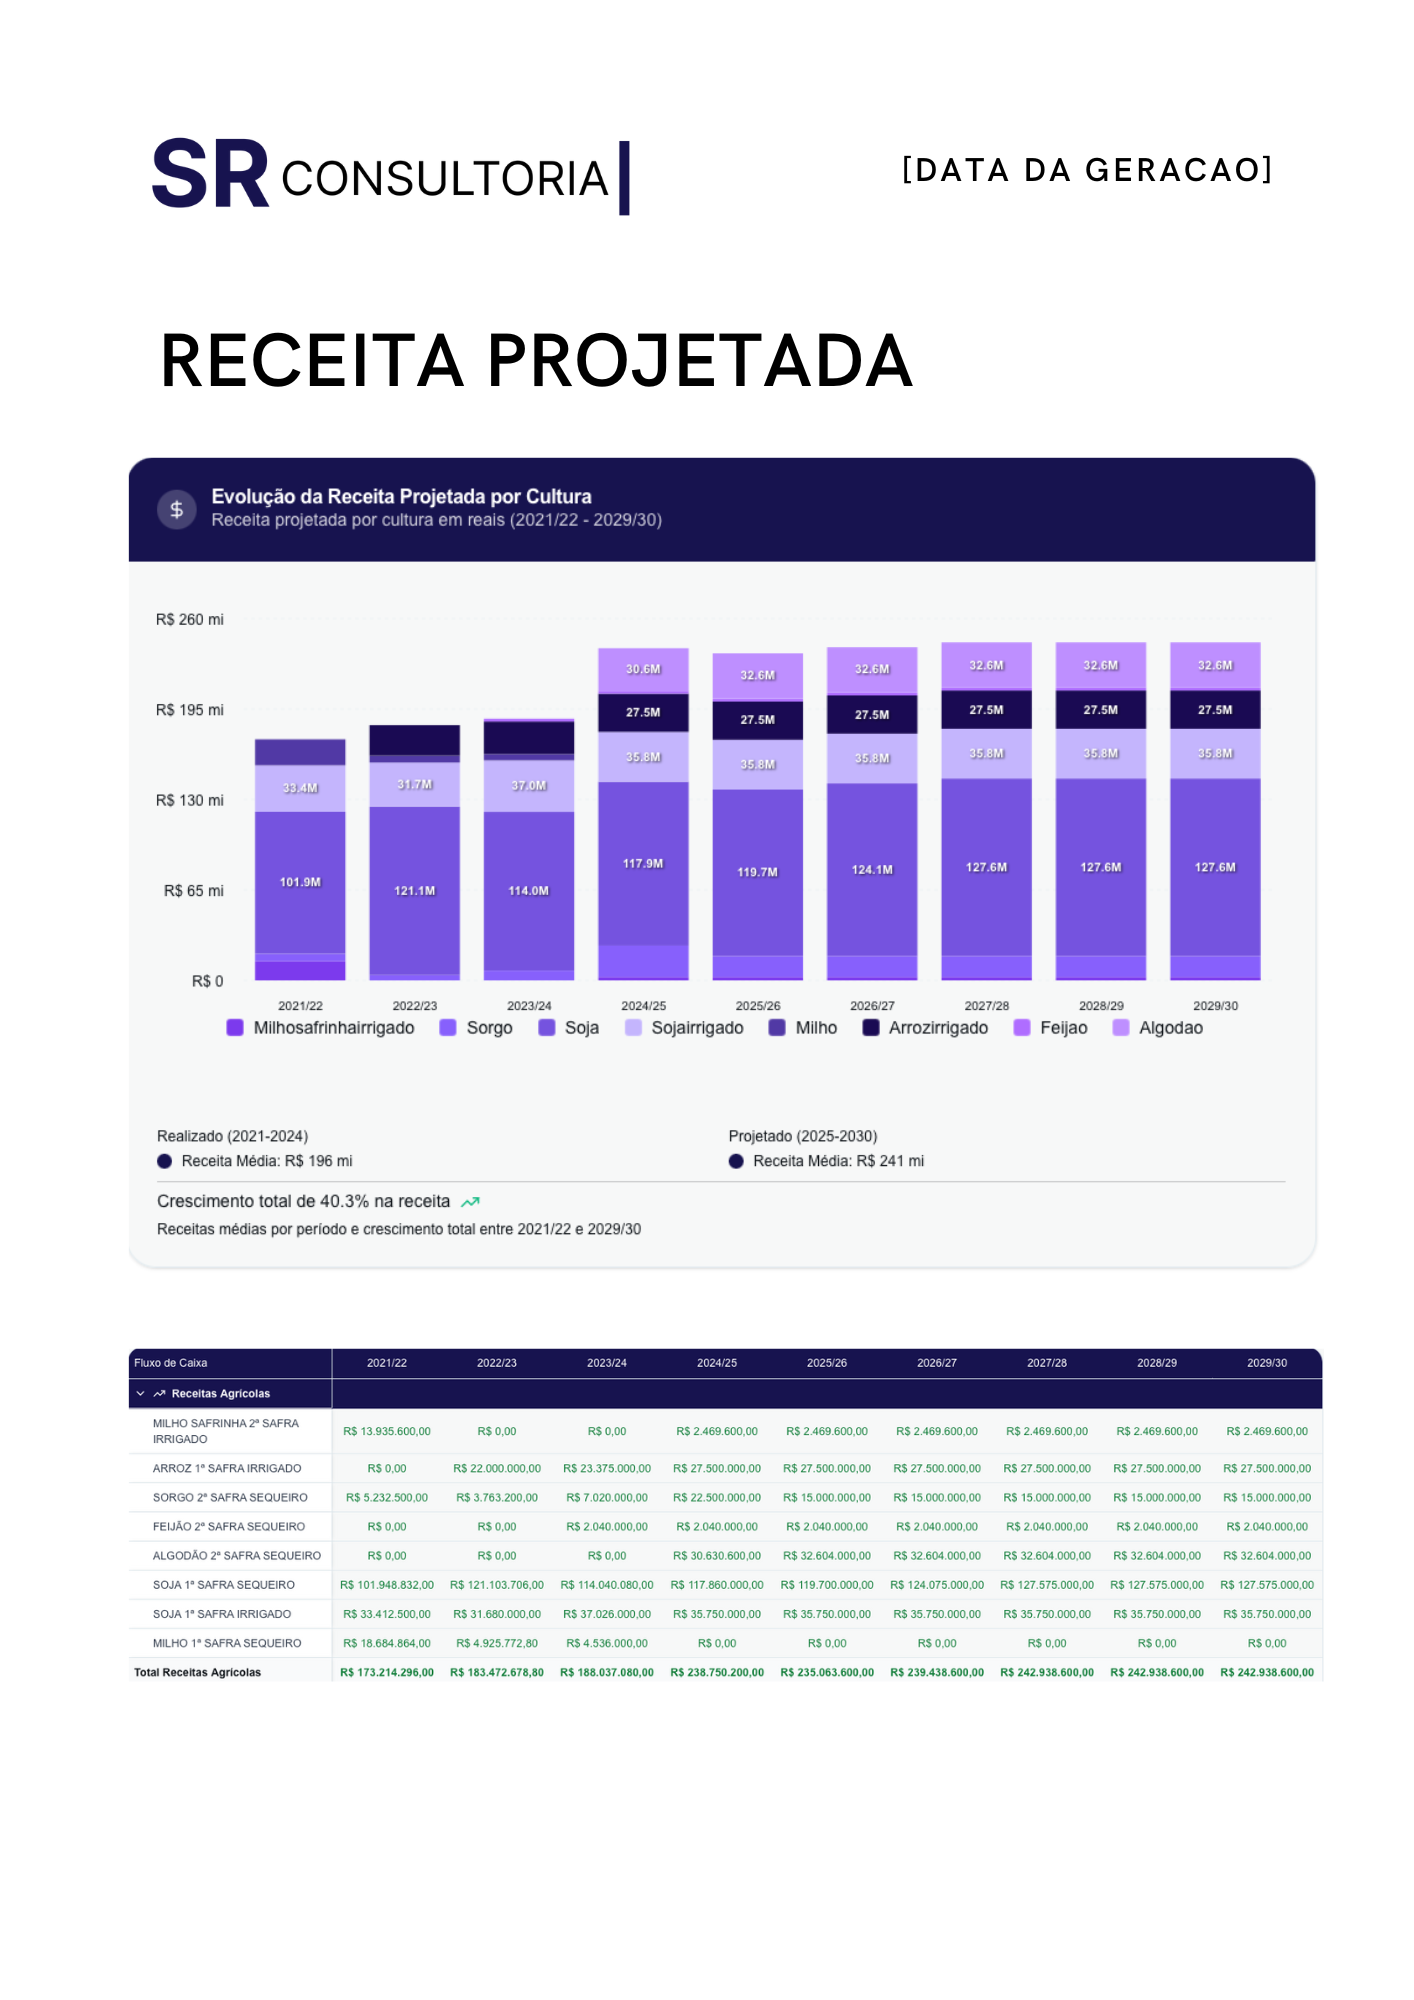 SR CONSULTORIA
[DATA DA GERACAO]
RECEITA PROJETADA
$ Evolução da Receita Projetada por Cultura
Receita projetada por cultura em reais (2021/22 - 2029/30)
R$ 260 mi
R$ 195 mi
R$ 130 mi
R$ 65 mi
R$ 0
33.4M
101.9M
31.7M
121.1M
37.0M
114.0M
30.6M
27.5M
35.8M
117.9M
32.6M
27.5M
35.8M
119.7M
32.6M
27.5M
35.8M
124.1M
32.6M
27.5M
35.8M
127.6M
32.6M
27.5M
35.8M
127.6M
32.6M
27.5M
35.8M
127.6M
2021/22 2022/23 2023/24 2024/25 2025/26 2026/27 2027/28 2028/29 2029/30
Milhosafrinhairrigado Sorgo Soja Sojairrigado Milho Arrozirrigado Feijao Algodao
Realizado (2021-2024)
Receita Média: R$ 196 mi
Projetado (2025-2030)
Receita Média: R$ 241 mi
Crescimento total de 40.3% na receita
Receitas médias por período e crescimento total entre 2021/22 e 2029/30
Fluxo de Caixa 2021/22 2022/23 2023/24 2024/25 2025/26 2026/27 2027/28 2028/29 2029/30
Receitas Agrícolas
MILHO SAFRINHA 2ª SAFRA
IRRIGADO
R$ 13.935.600,00 R$ 0,00 R$ 0,00 R$ 2.469.600,00 R$ 2.469.600,00 R$ 2.469.600,00 R$ 2.469.600,00 R$ 2.469.600,00 R$ 2.469.600,00
ARROZ 1ª SAFRA IRRIGADO R$ 0,00 R$ 22.000.000,00 R$ 23.375.000,00 R$ 27.500.000,00 R$ 27.500.000,00 R$ 27.500.000,00 R$ 27.500.000,00 R$ 27.500.000,00 R$ 27.500.000,00
SORGO 2ª SAFRA SEQUEIRO R$ 5.232.500,00 R$ 3.763.200,00 R$ 7.020.000,00 R$ 22.500.000,00 R$ 15.000.000,00 R$ 15.000.000,00 R$ 15.000.000,00 R$ 15.000.000,00 R$ 15.000.000,00
FEIJÃO 2ª SAFRA SEQUEIRO R$ 0,00 R$ 0,00 R$ 2.040.000,00 R$ 2.040.000,00 R$ 2.040.000,00 R$ 2.040.000,00 R$ 2.040.000,00 R$ 2.040.000,00 R$ 2.040.000,00
ALGODÃO 2ª SAFRA SEQUEIRO R$ 0,00 R$ 0,00 R$ 0,00 R$ 30.630.600,00 R$ 32.604.000,00 R$ 32.604.000,00 R$ 32.604.000,00 R$ 32.604.000,00 R$ 32.604.000,00
SOJA 1ª SAFRA SEQUEIRO R$ 101.948.832,00 R$ 121.103.706,00 R$ 114.040.080,00 R$ 117.860.000,00 R$ 119.700.000,00 R$ 124.075.000,00 R$ 127.575.000,00 R$ 127.575.000,00 R$ 127.575.000,00
SOJA 1ª SAFRA IRRIGADO R$ 33.412.500,00 R$ 31.680.000,00 R$ 37.026.000,00 R$ 35.750.000,00 R$ 35.750.000,00 R$ 35.750.000,00 R$ 35.750.000,00 R$ 35.750.000,00 R$ 35.750.000,00
MILHO 1ª SAFRA SEQUEIRO R$ 18.684.864,00 R$ 4.925.772,80 R$ 4.536.000,00 R$ 0,00 R$ 0,00 R$ 0,00 R$ 0,00 R$ 0,00 R$ 0,00
Total Receitas Agrícolas R$ 173.214.296,00 R$ 183.472.678,80 R$ 188.037.080,00 R$ 238.750.200,00 R$ 235.063.600,00 R$ 239.438.600,00 R$ 242.938.600,00 R$ 242.938.600,00 R$ 242.938.600,00